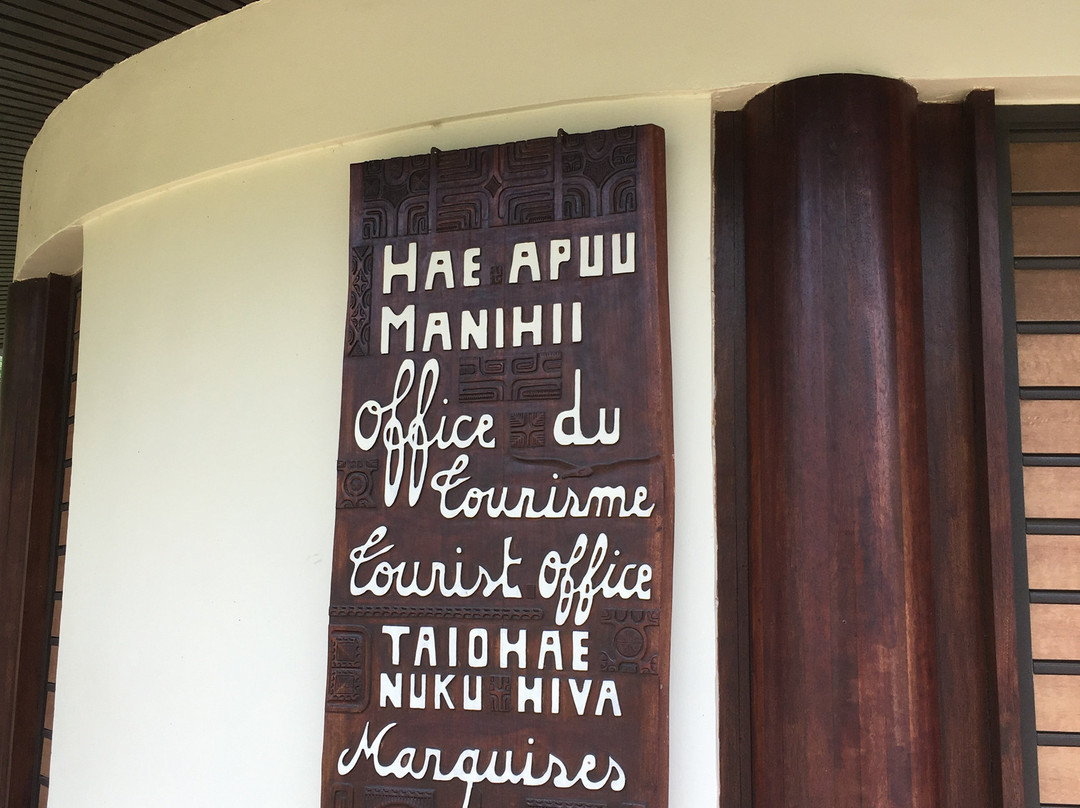 HAE APUU
MANIHII
Office du
Tourisme
Tourist Office
TAIOHAE
NUKU HIVA
Marquises